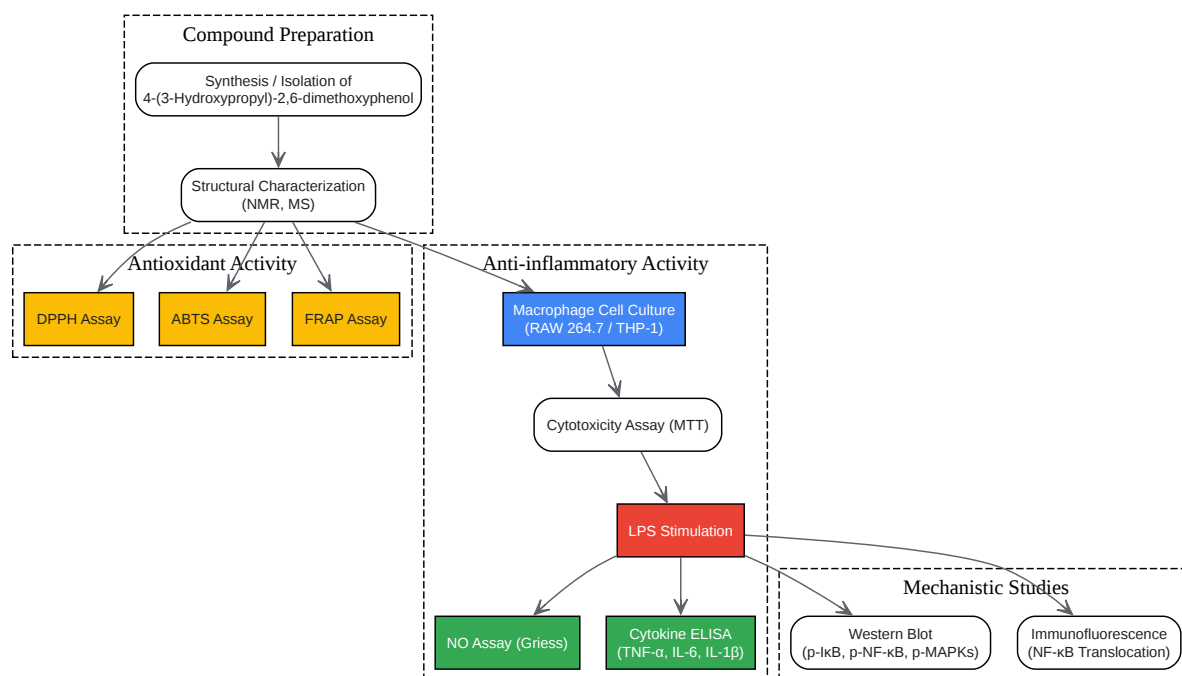 Compound Preparation
Synthesis / Isolation of
4-(3-Hydroxypropyl)-2,6-dimethoxyphenol
Structural Characterization
(NMR, MS)
Antioxidant Activity
DPPH Assay
ABTS Assay
FRAP Assay
Anti-inflammatory Activity
Macrophage Cell Culture
(RAW 264.7 / THP-1)
Cytotoxicity Assay (MTT)
LPS Stimulation
NO Assay (Griess)
Cytokine ELISA
(TNF-α, IL-6, IL-1β)
Mechanistic Studies
Western Blot
(p-IκB, p-NF-κB, p-MAPKs)
Immunofluorescence
(NF-κB Translocation)